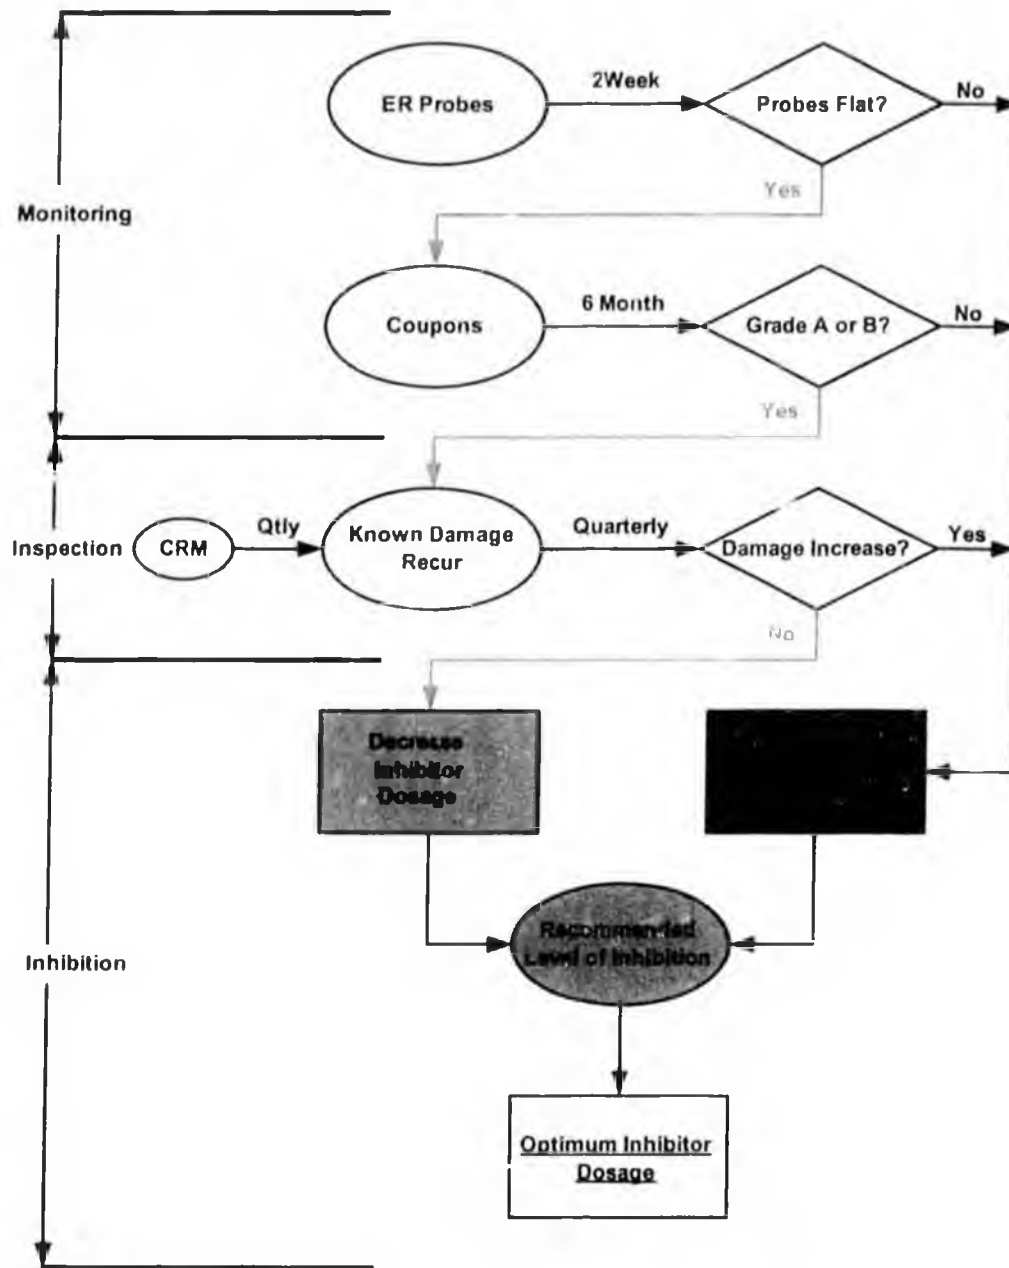 2Week
No
ER Probes
Probes Flat?
Yes
Monitoring
6 Month
No
Coupons
Grade A or B?
Yes
Qtly
Known Damage
Quarterly
Yes
Inspection
CRM
Recur
Damage Increase?
No
Decrease
Inhibitor
Dosage
Recommended
Level of Inhibition
Inhibition
Optimum Inhibitor
Dosage